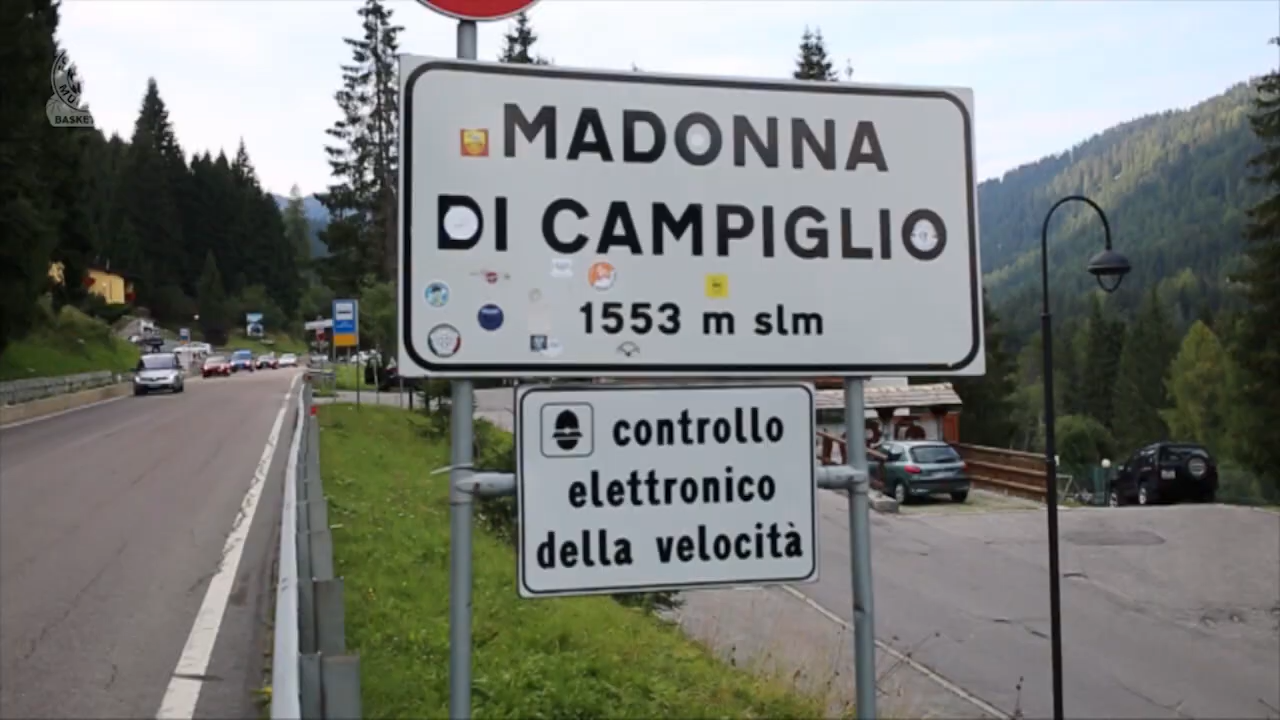 MADONNA
DI CAMPIGLIO
1553 m slm
controllo
elettronico
della velocità